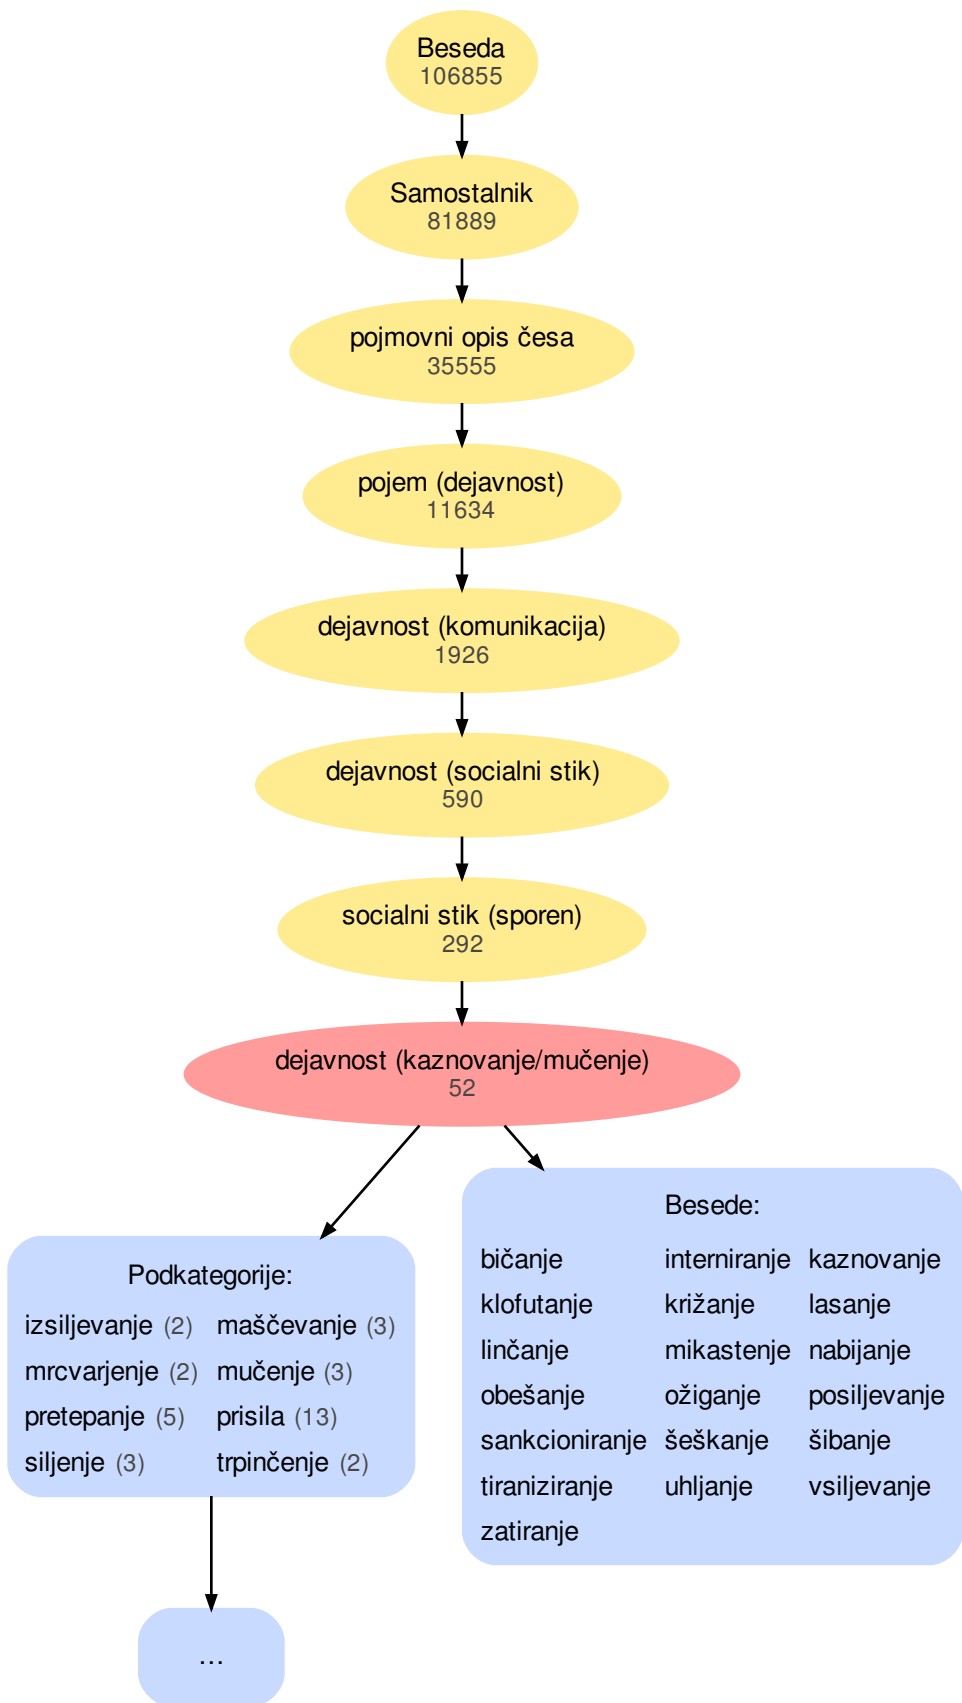 Beseda
106855
Samostalnik
81889
pojmovni opis česa
35555
pojem (dejavnost)
11634
dejavnost (komunikacija)
1926
dejavnost (socialni stik)
590
socialni stik (sporen)
292
dejavnost (kaznovanje/mučenje)
52
Podkategorije:
izsiljevanje (2) maščevanje (3)
mrcvarjenje (2) mučenje (3)
pretepanje (5) prisila (13)
siljenje (3) trpinčenje (2)
...
Besede:
bičanje interniranje kaznovanje
klofutanje križanje lasanje
linčanje mikastenje nabijanje
obešanje ožiganje posiljevanje
sankcioniranje šeškanje šibanje
tiraniziranje uhljanje vsiljevanje
zatiranje